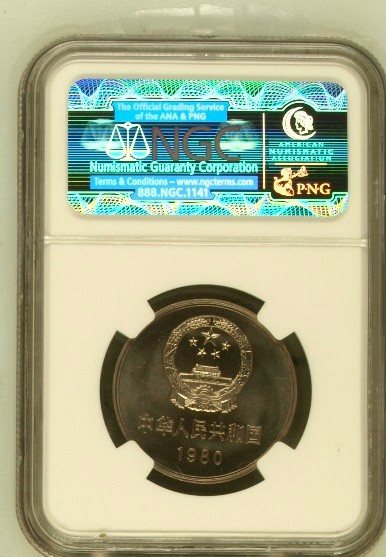 The Official Grading Service
of the ANA & PNG
NGC
Numismatic Guaranty Corporation
Terms & Conditions – www.ngcterms.com
888.NGC.1141
AMERICAN
NUMISMATIC
ASSOCIATION
PNG
中华人民共和国
1980